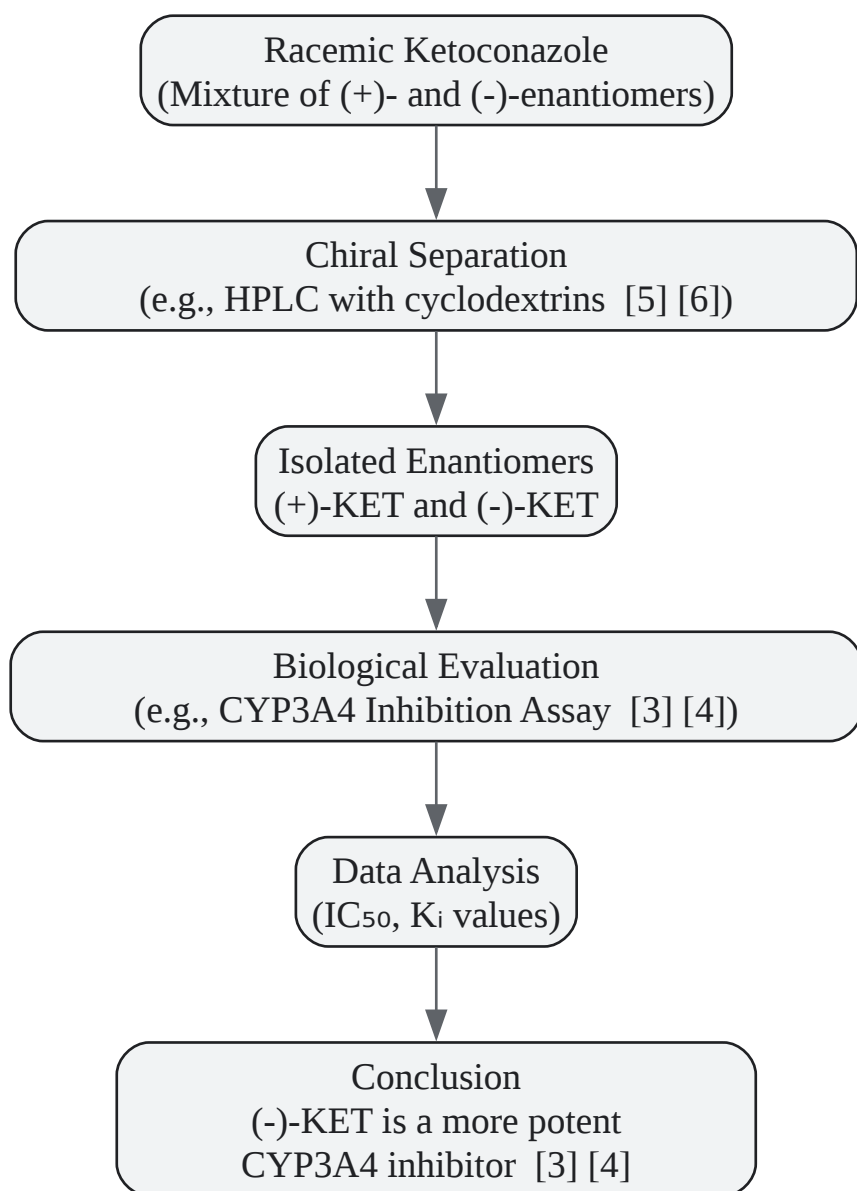 Racemic Ketoconazole
(Mixture of (+)- and (-)-enantiomers)
Chiral Separation
(e.g., HPLC with cyclodextrins [5] [6])
Isolated Enantiomers
(+)-KET and (-)-KET
Biological Evaluation
(e.g., CYP3A4 Inhibition Assay [3] [4])
Data Analysis
(IC₅₀, Kᵢ values)
Conclusion
(-)-KET is a more potent
CYP3A4 inhibitor [3] [4]